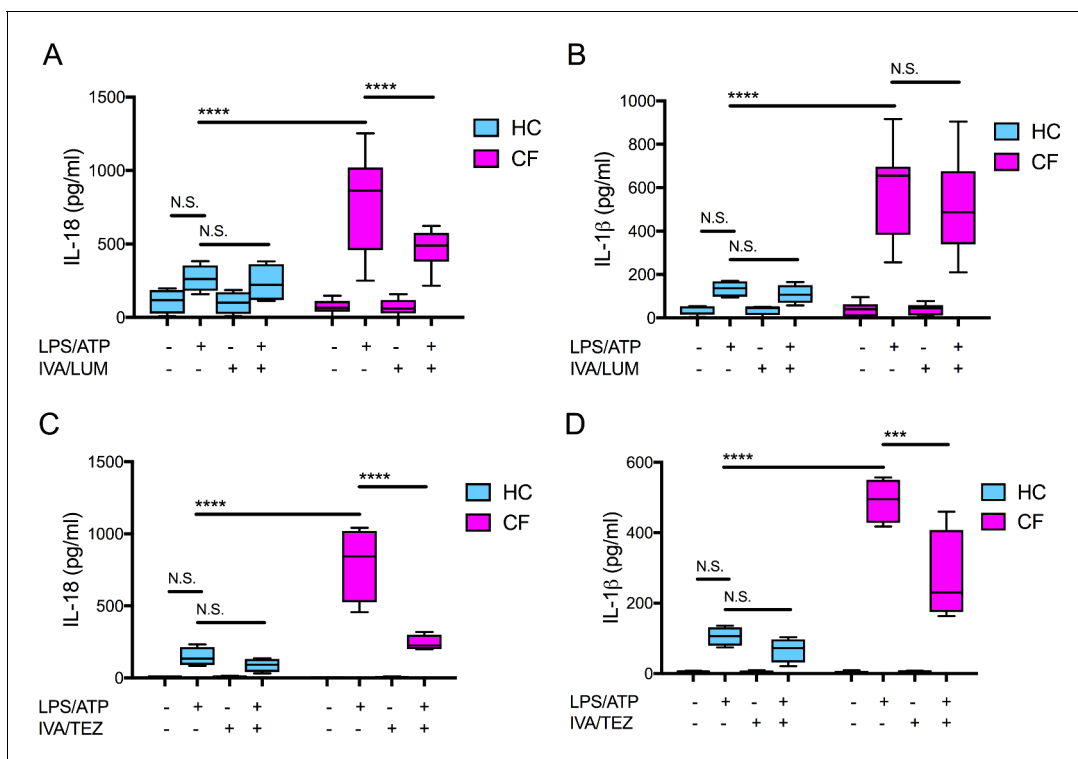 A
1500
1000
500
0
IL-18 (pg/ml)
N.S.
N.S.
****
****
HC
CF
LPS/ATP - + - + - + - +
IVA/LUM - - + + - - + +
B
1000
800
600
400
200
0
IL-1β (pg/ml)
N.S.
N.S.
****
N.S.
HC
CF
LPS/ATP - + - + - + - +
IVA/LUM - - + + - - + +
C
1500
1000
500
0
IL-18 (pg/ml)
N.S.
N.S.
****
****
HC
CF
LPS/ATP - + - + - + - +
IVA/TEZ - - + + - - + +
D
600
400
200
0
IL-1β (pg/ml)
N.S.
N.S.
****
***
HC
CF
LPS/ATP - + - + - + - +
IVA/TEZ - - + + - - + +